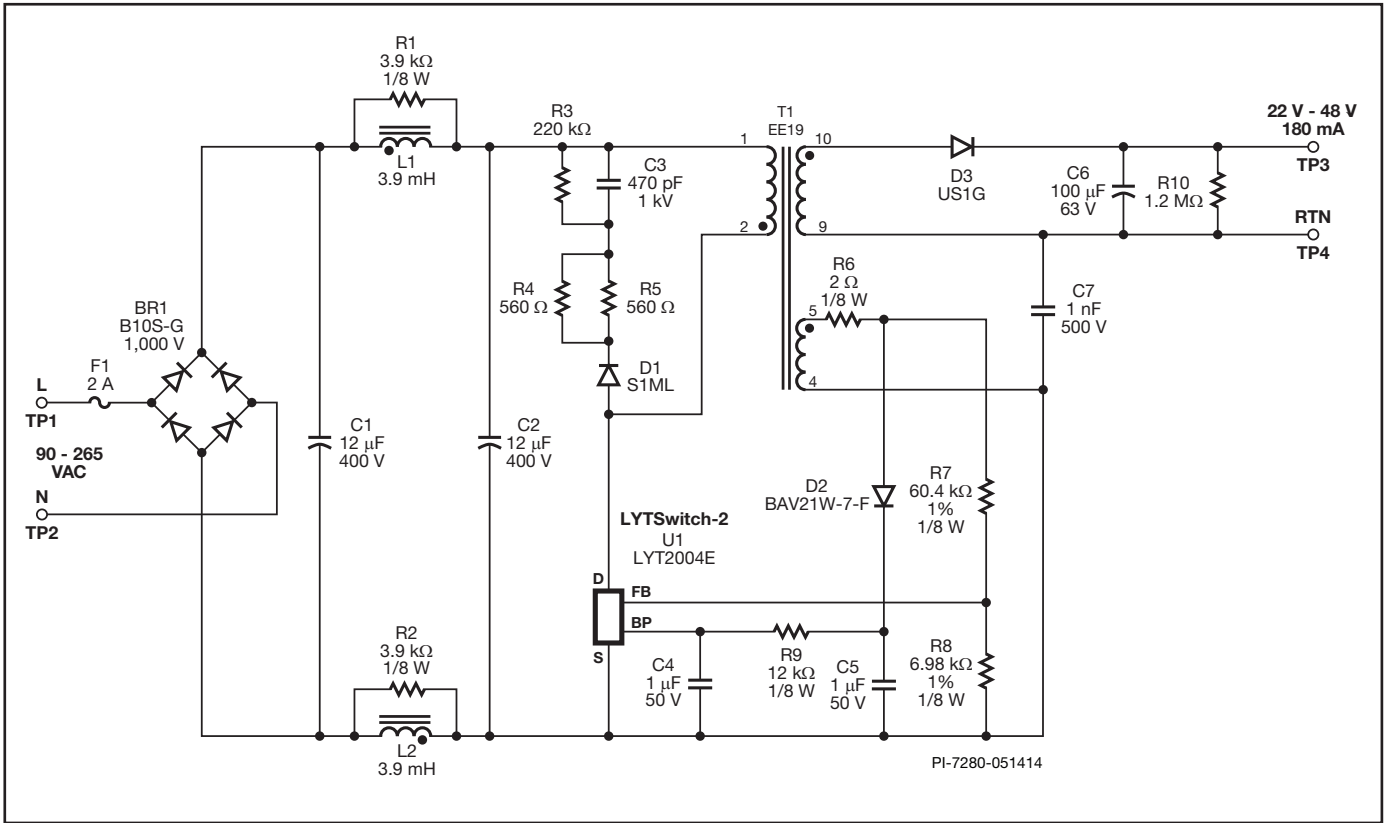 R1
3.9 kΩ
1/8 W
L1
3.9 mH
R3
220 kΩ
C3
470 pF
1 kV
T1
EE19
1
10
2
9
D3
US1G
C6
100 μF
63 V
R10
1.2 MΩ
22 V - 48 V
180 mA
TP3
RTN
TP4
R4
560 Ω
R5
560 Ω
R6
2 Ω
1/8 W
5
4
C7
1 nF
500 V
BR1
B10S-G
1,000 V
F1
2 A
L
TP1
90 - 265
VAC
N
TP2
D1
S1ML
C1
12 μF
400 V
C2
12 μF
400 V
D2
BAV21W-7-F
R7
60.4 kΩ
1%
1/8 W
LYTSwitch-2
U1
LYT2004E
D
FB
BP
S
R2
3.9 kΩ
1/8 W
L2
3.9 mH
C4
1 μF
50 V
R9
12 kΩ
1/8 W
C5
1 μF
50 V
R8
6.98 kΩ
1%
1/8 W
PI-7280-051414